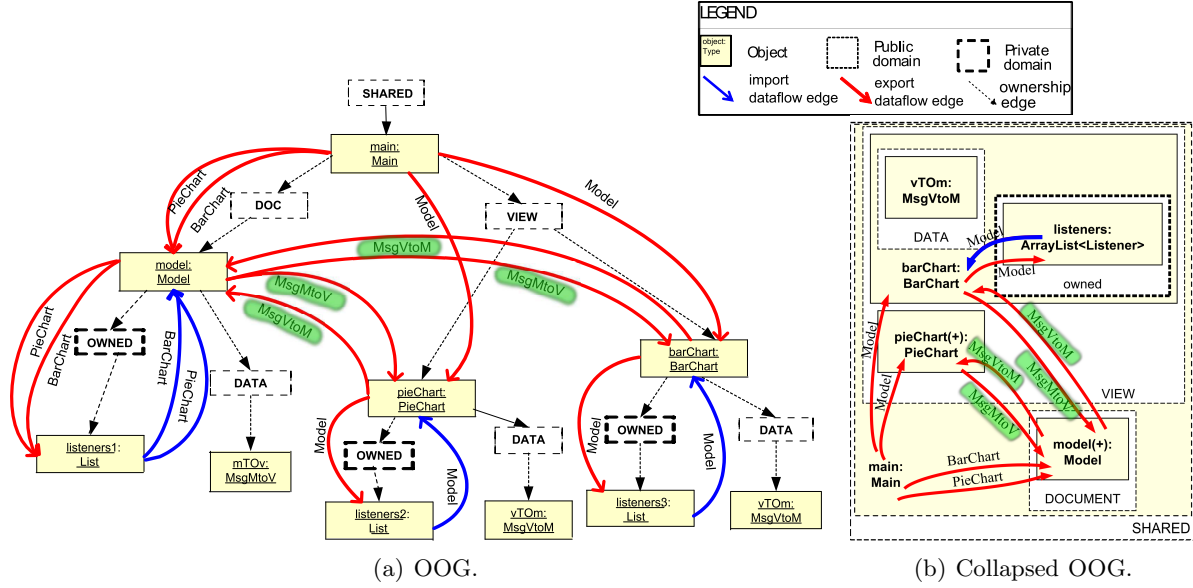 LEGEND
object:
Type
Object
Public
domain
Private
domain
import
dataflow edge
export
dataflow edge
ownership
edge
SHARED
main:
Main
PieChart
BarChart
DOC
Model
VIEW
Model
MsgVtoM
model:
Model
MsgMtoV
MsgVtoM
MsgMtoV
PieChart
BarChart
OWNED
BarChart
PieChart
DATA
listeners1:
List
mTOv:
MsgMtoV
pieChart:
PieChart
Model
OWNED
Model
DATA
listeners2:
List
vTOm:
MsgVtoM
barChart:
BarChart
Model
OWNED
Model
DATA
listeners3:
List
vTOm:
MsgVtoM
(a) OOG.
vTOm:
MsgVtoM
DATA
listeners:
ArrayList<Listener>
Model
Model
owned
barChart:
BarChart
Model
pieChart(+):
PieChart
Model
MsgVtoM
MsgVtoM
MsgMtoV
MsgMtoV
VIEW
model(+):
Model
main:
Main
BarChart
PieChart
DOCUMENT
SHARED
(b) Collapsed OOG.